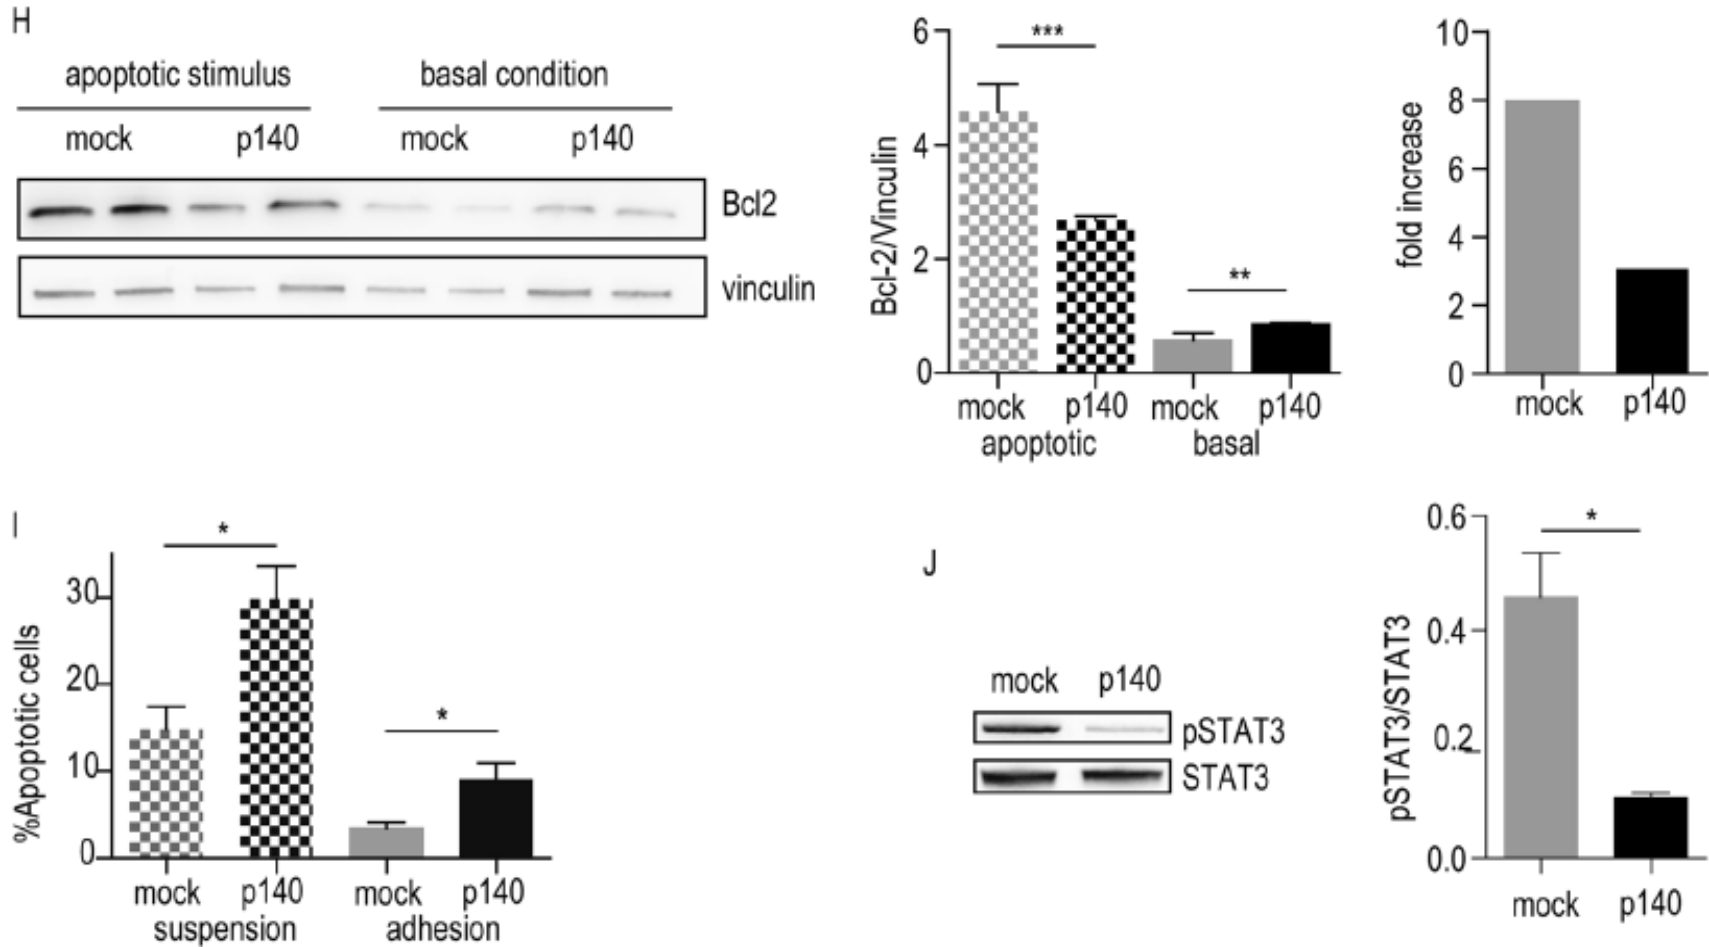 H
apoptotic stimulus basal condition
mock p140 mock p140
Bcl2
vinculin
Bcl-2/Vinculin
6
4
2
0
***
**
mock p140 mock p140
apoptotic basal
fold increase
10
8
6
4
2
0
mock p140
I
%Apoptotic cells
30
20
10
0
*
*
mock p140 mock p140
suspension adhesion
J
mock p140
pSTAT3
STAT3
pSTAT3/STAT3
0.6
0.4
0.2
0.0
*
mock p140